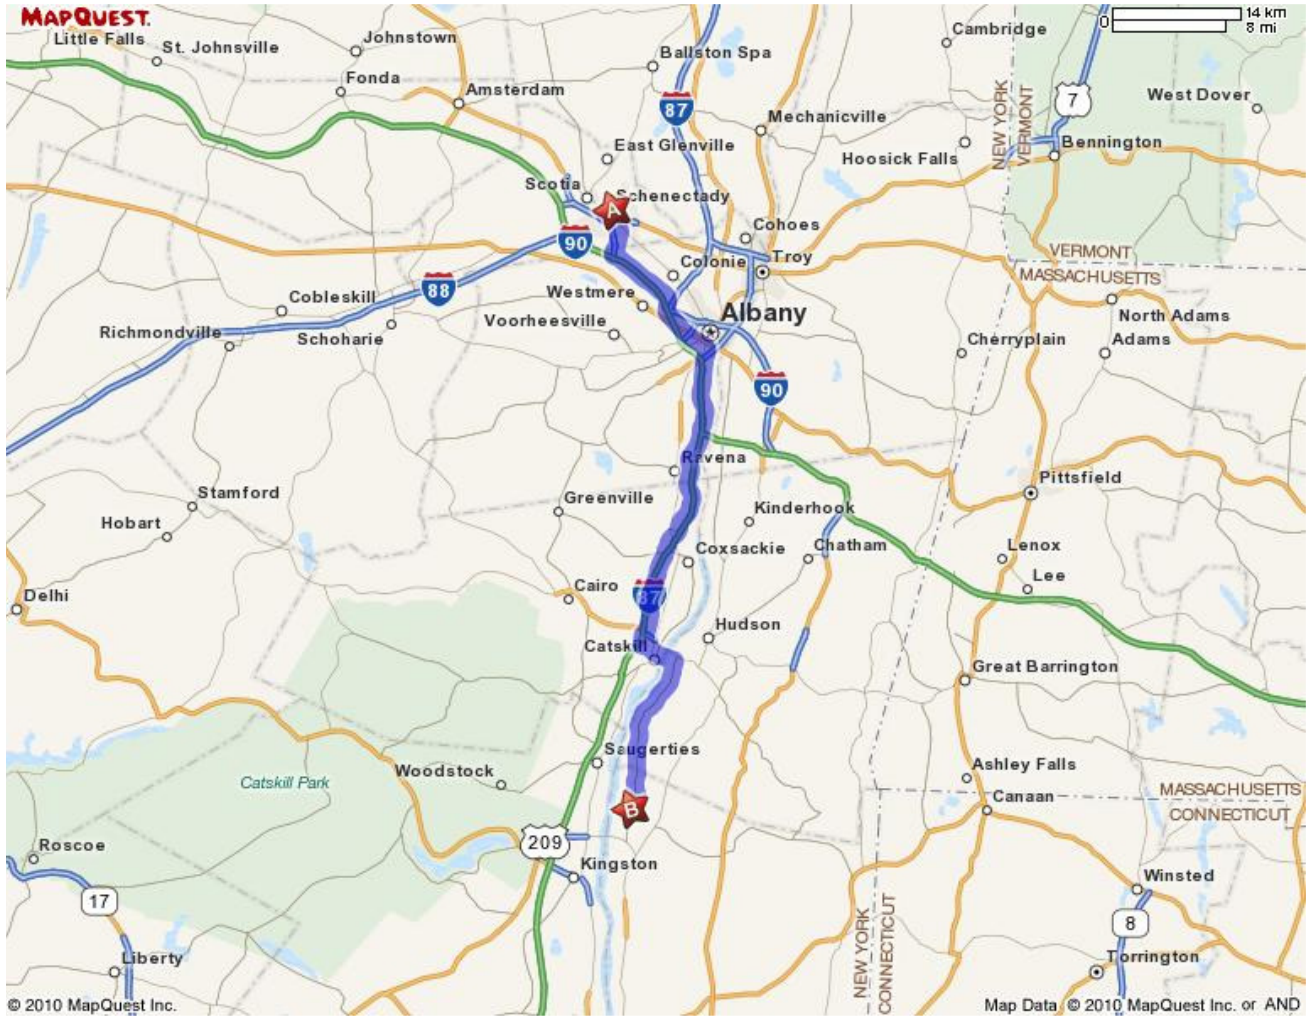 MAPQUEST.
0
14 km
8 mi
Little Falls
St. Johnsville
Johnstown
Fonda
Amsterdam
Ballston Spa
87
Mechanicville
Cambridge
NEW YORK
VERMONT
7
West Dover
Bennington
Hoosick Falls
East Glenville
Scotia
Schenectady
A
90
Cohoes
Troy
Colonie
VERMONT
MASSACHUSETTS
88
Cobleskill
Westmere
Albany
North Adams
Richmondville
Schoharie
Voorheesville
Cherryplain
Adams
90
Ravena
Pittsfield
Stamford
Greenville
Kinderhook
Hobart
Coxsackie
Chatham
Lenox
Lee
Delhi
Cairo
87
Hudson
Catskill
Great Barrington
Saugerties
Woodstock
Catskill Park
Ashley Falls
MASSACHUSETTS
CONNECTICUT
Canaan
B
Roscoe
209
Kingston
Winsted
17
8
NEW YORK
CONNECTICUT
Liberty
Torrington
© 2010 MapQuest Inc.
Map Data © 2010 MapQuest Inc. or AND